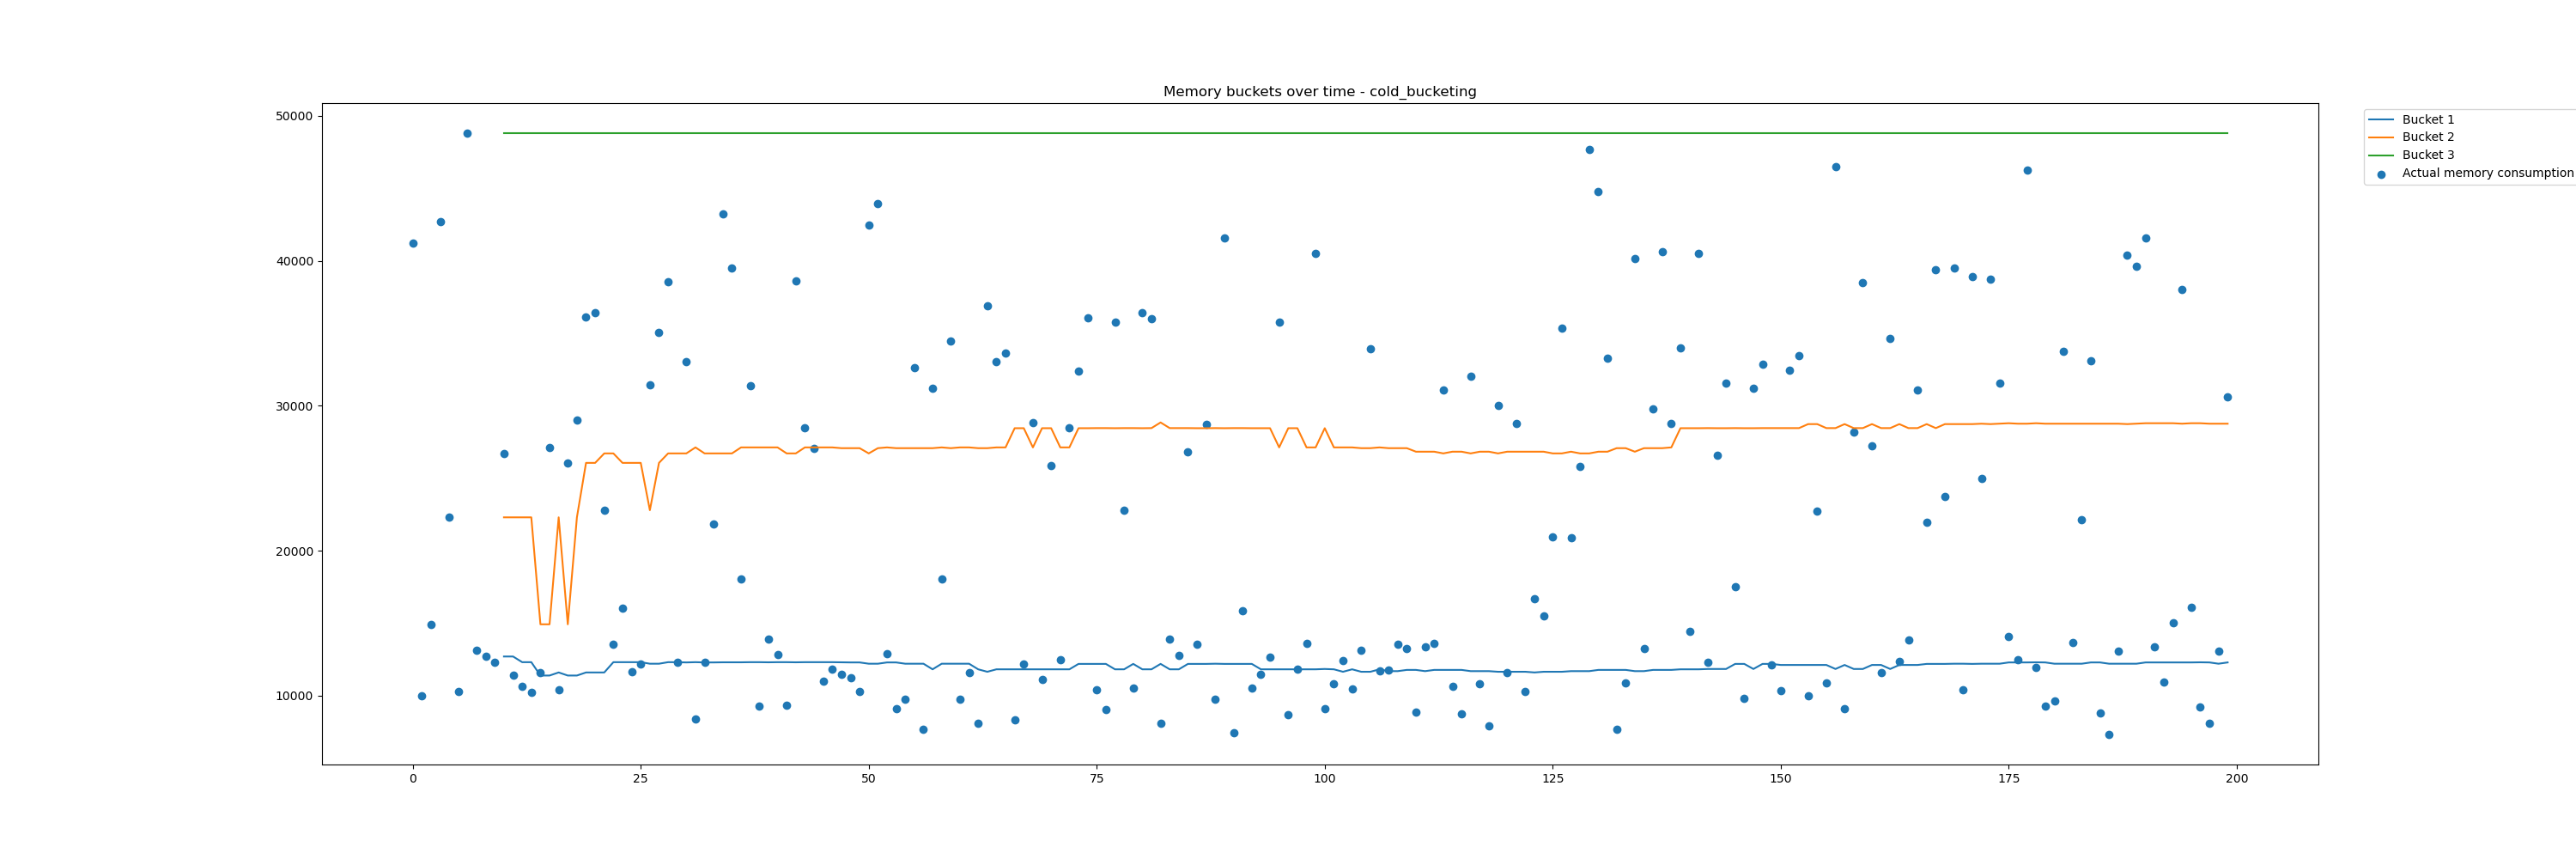 Memory buckets over time - cold_bucketing
50000
40000
30000
20000
10000
0 25 50 75 100 125 150 175 200
Bucket 1
Bucket 2
Bucket 3
Actual memory consumption